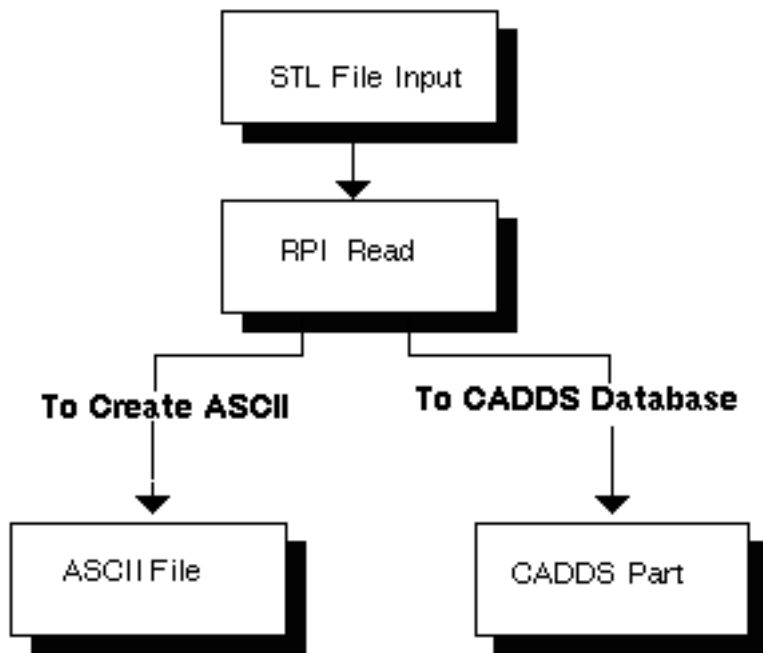 STL File Input
RPI Read
To Create ASCII
To CADDS Database
ASCII File
CADDS Part